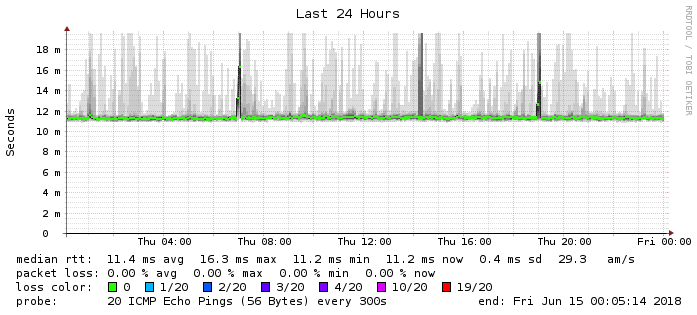 Last 24 Hours
RRDTOOL / TOBI OETIKER
Seconds
18 m
16 m
14 m
12 m
10 m
8 m
6 m
4 m
2 m
0
Thu 04:00 Thu 08:00 Thu 12:00 Thu 16:00 Thu 20:00 Fri 00:00
median rtt: 11.4 ms avg 16.3 ms max 11.2 ms min 11.2 ms now 0.4 ms sd 29.3 am/s
packet loss: 0.00 % avg 0.00 % max 0.00 % min 0.00 % now
loss color: 0 1/20 2/20 3/20 4/20 10/20 19/20
probe: 20 ICMP Echo Pings (56 Bytes) every 300s end: Fri Jun 15 00:05:14 2018